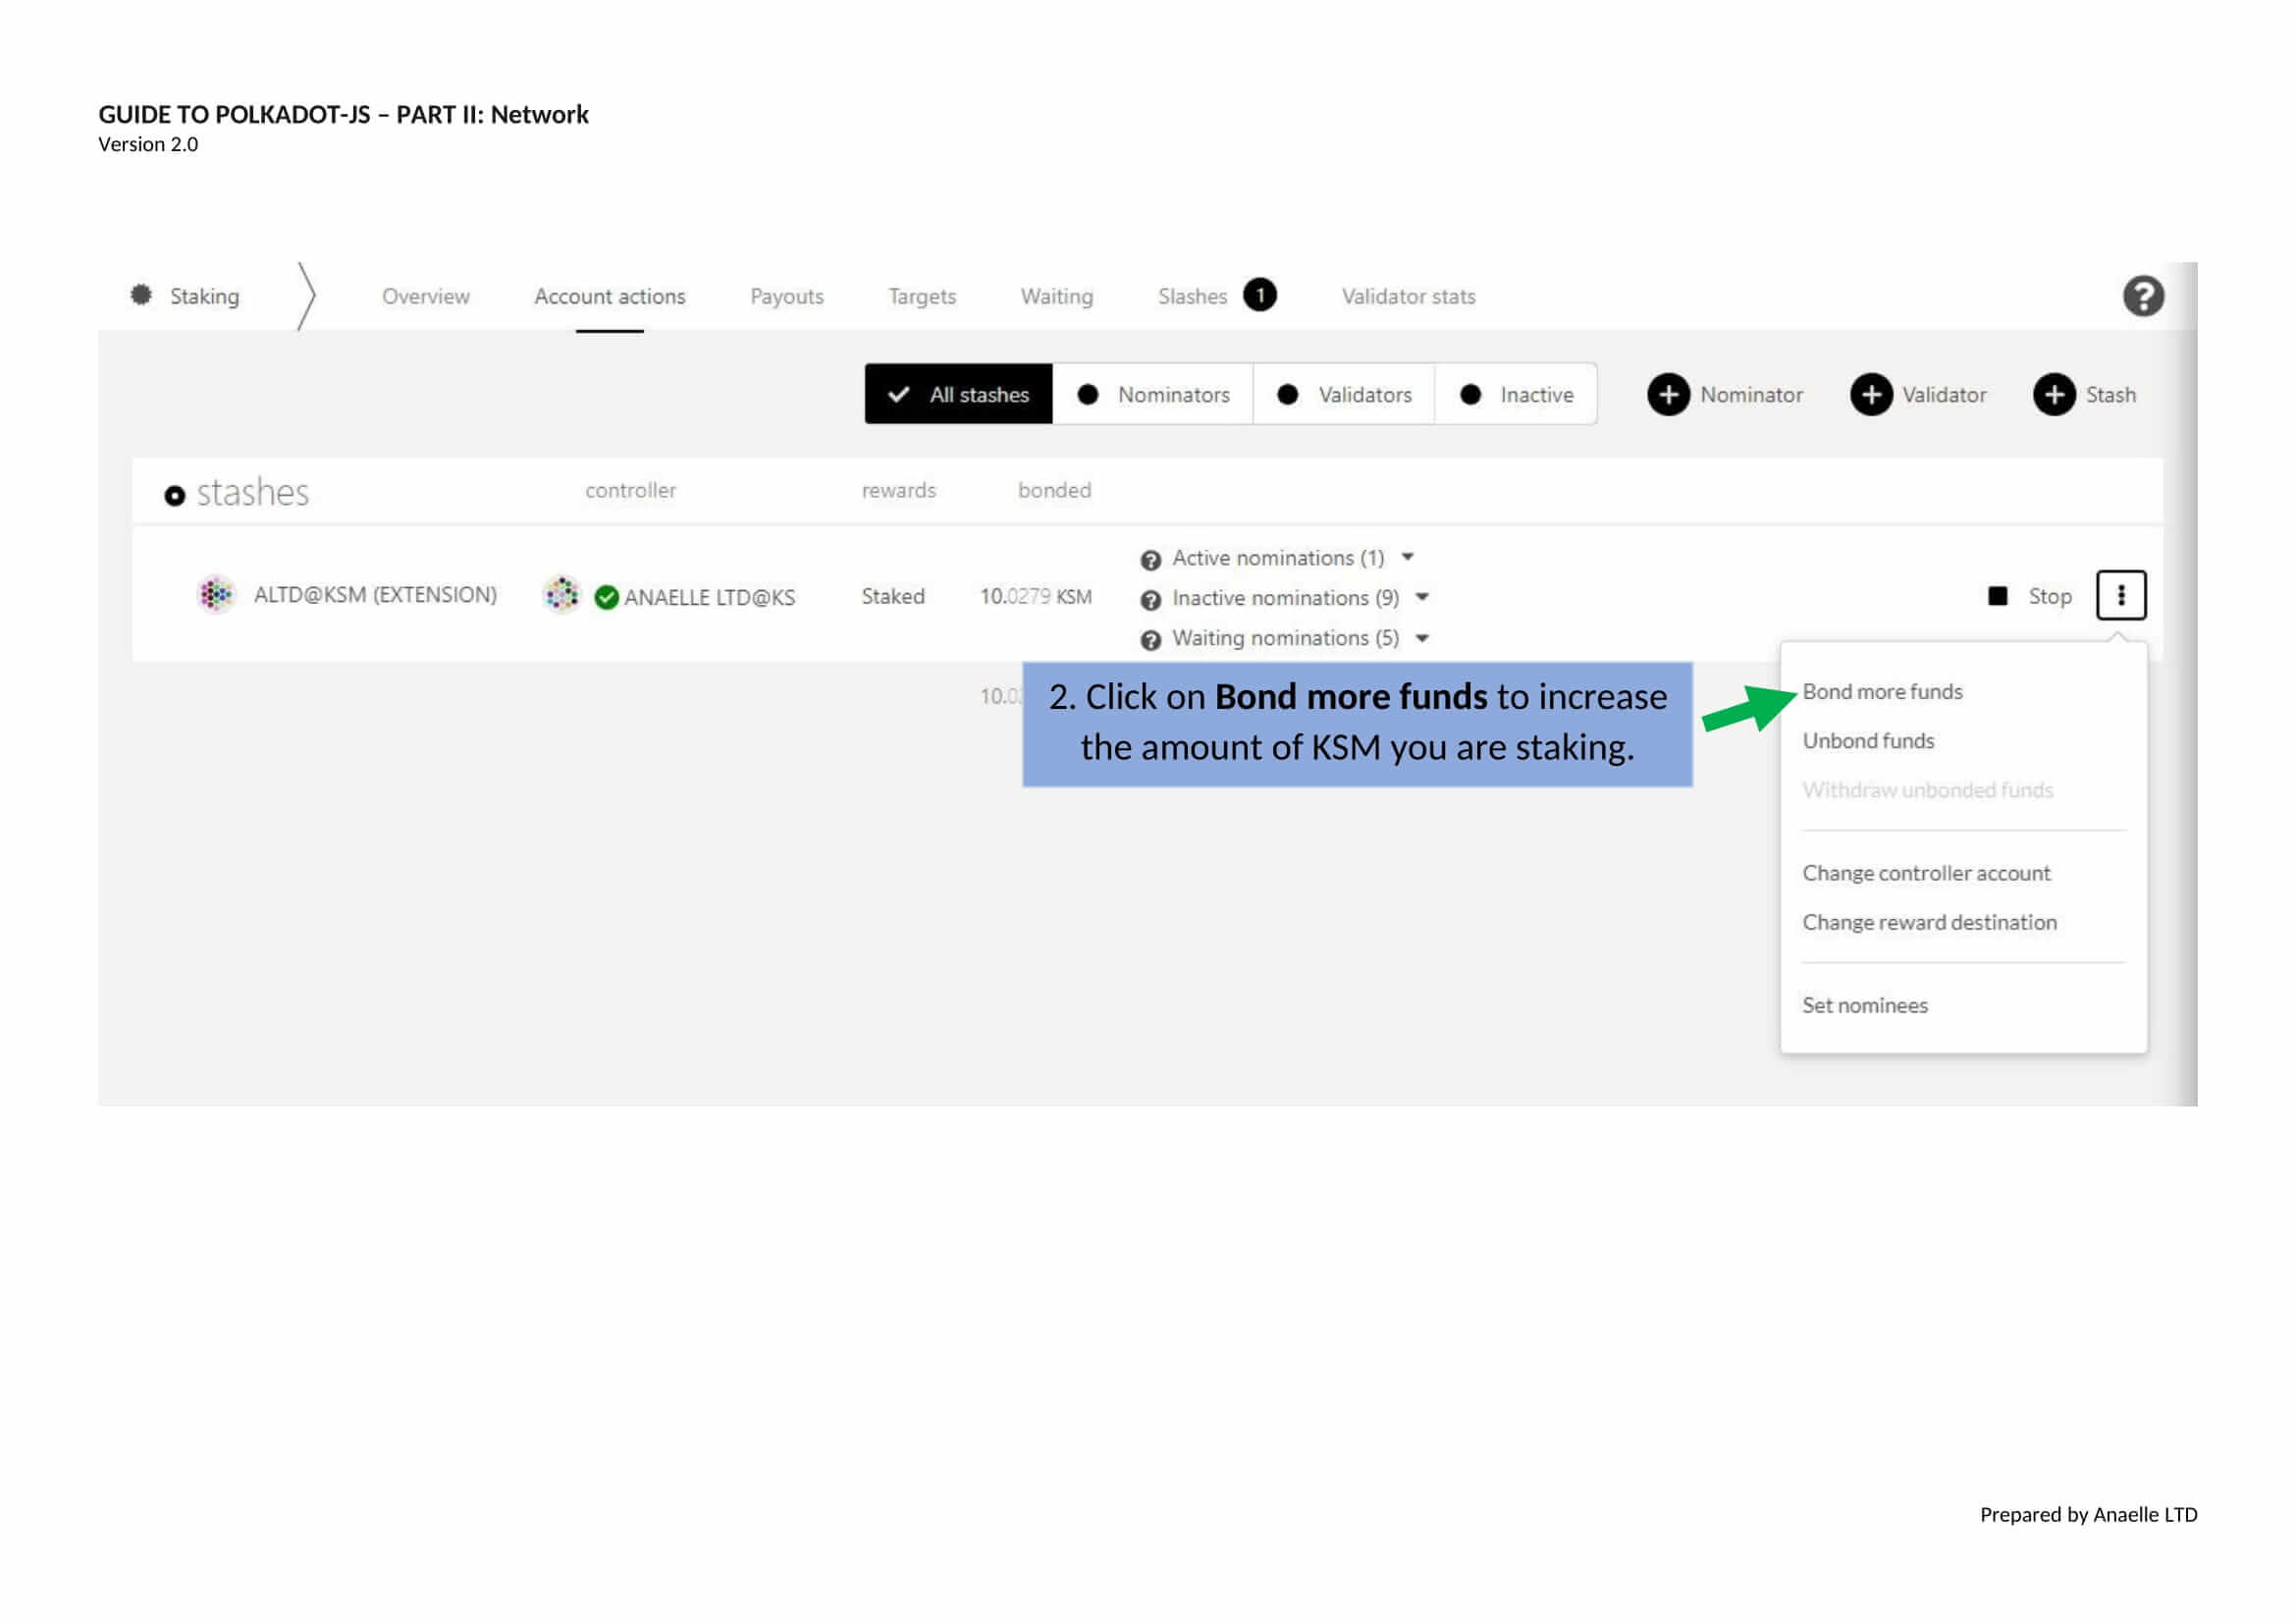 GUIDE TO POLKADOT-JS – PART II: Network
Version 2.0
Staking Overview Account actions Payouts Targets Waiting Slashes 1 Validator stats ?
All stashes Nominators Validators Inactive Nominator Validator Stash
stashes controller rewards bonded
Active nominations (1)
ALTD@KSM (EXTENSION) ANAELLE LTD@KS Staked 10.0279 KSM Inactive nominations (9) Stop
Waiting nominations (5)
2. Click on Bond more funds to increase
the amount of KSM you are staking.
Bond more funds
Unbond funds
Withdraw unbonded funds
Change controller account
Change reward destination
Set nominees
Prepared by Anaelle LTD